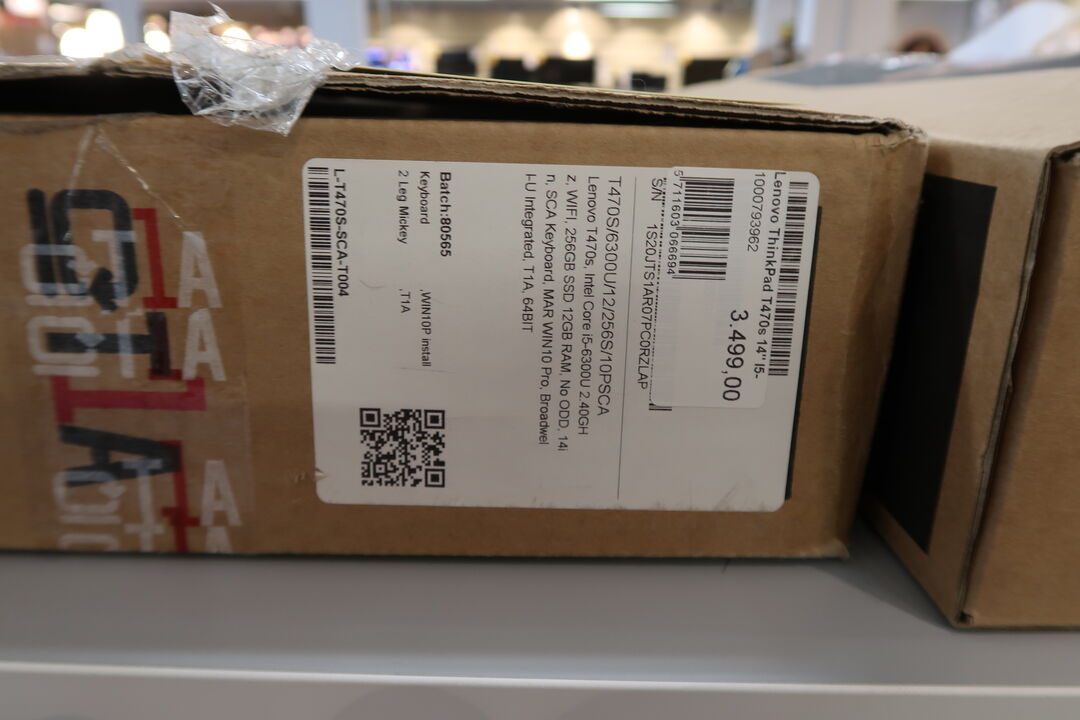 Lenovo ThinkPad T470s 14" I5-
1000793962
3.499,00
5711603 066694
S/N
1S20JTS1AR07PC0RZLAP
T470S/6300U/12/256S/10PSCA
Lenovo T470s, Intel Core i5-6300U 2.40GH
z, WIFI, 256GB SSD 12GB RAM, No ODD, 14i
n, SCA Keyboard, MAR WIN10 Pro, Broadwel
l-U Integrated, T1A, 64BIT
Batch:80565
Keyboard ,WIN10P install
2 Leg Mickey ,T1A
L-T470S-SCA-T004